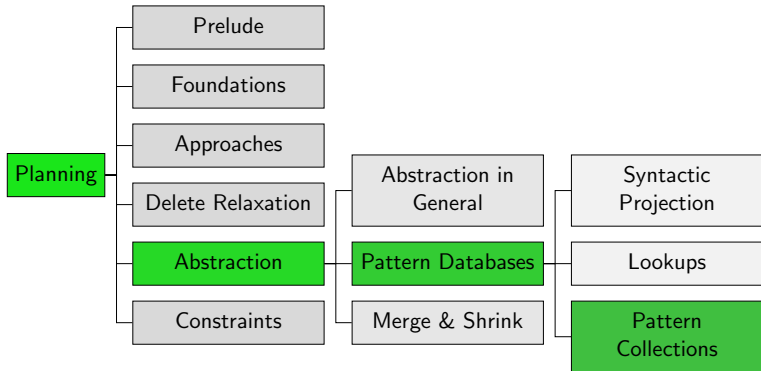 Prelude
Foundations
Approaches
Planning
Delete Relaxation
Abstraction
Constraints
Abstraction in
General
Pattern Databases
Merge & Shrink
Syntactic
Projection
Lookups
Pattern
Collections